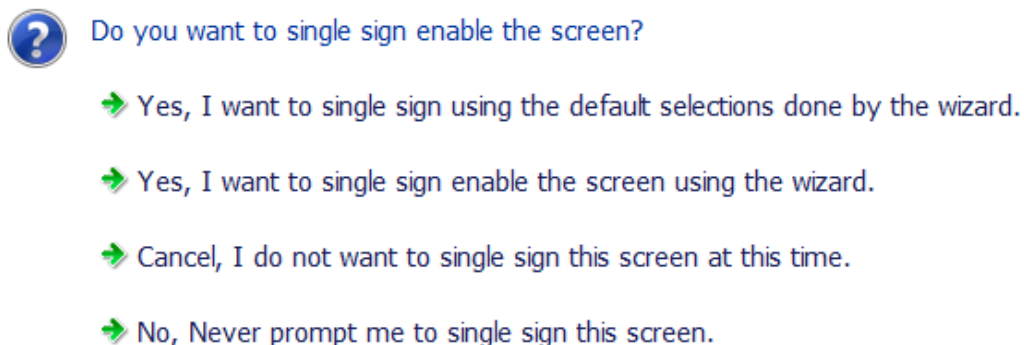 Do you want to single sign enable the screen?
Yes, I want to single sign using the default selections done by the wizard.
Yes, I want to single sign enable the screen using the wizard.
Cancel, I do not want to single sign this screen at this time.
No, Never prompt me to single sign this screen.